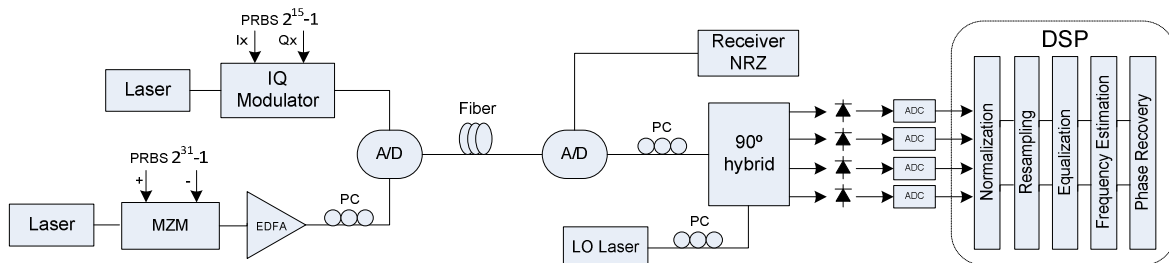 PRBS 2^15-1
Ix Qx
Laser
IQ
Modulator
PRBS 2^31-1
+ -
Laser
MZM
EDFA
PC
A/D
Fiber
A/D
Receiver
NRZ
PC
90º
hybrid
PC
LO Laser
ADC
ADC
ADC
ADC
DSP
Normalization
Resampling
Equalization
Frequency Estimation
Phase Recovery